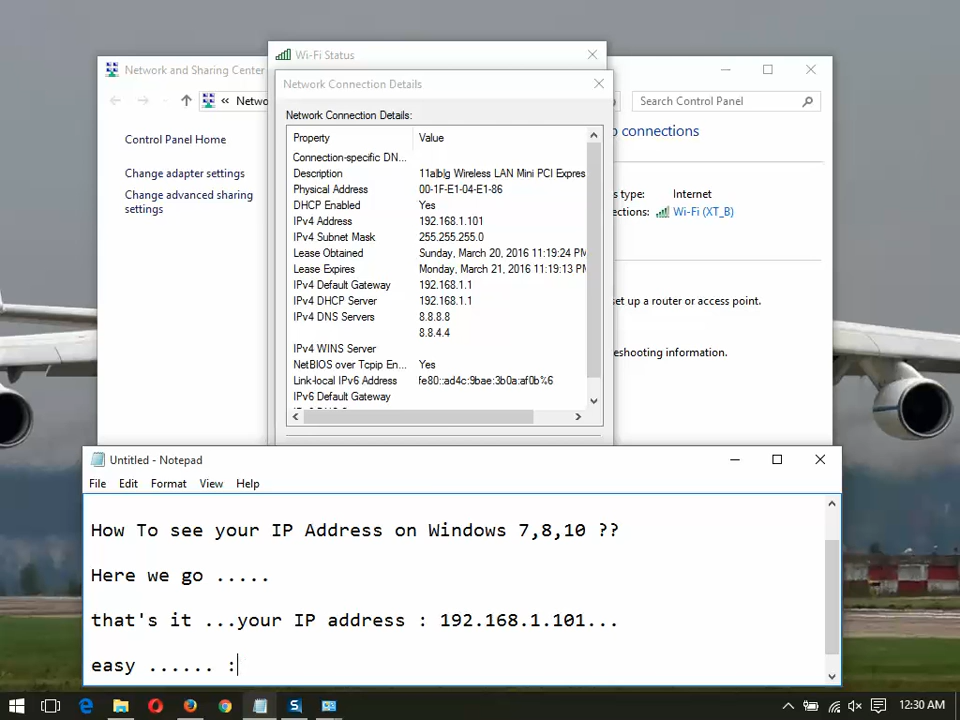 Wi-Fi Status
Network and Sharing Center
Network Connection Details
« Netwo
Search Control Panel
Network Connection Details:
Property Value
connections
Control Panel Home
Connection-specific DN...
Change adapter settings
Description 11a|b|g Wireless LAN Mini PCI Expres
Physical Address 00-1F-E1-04-E1-86
Change advanced sharing
settings
DHCP Enabled Yes
s type: Internet
IPv4 Address 192.168.1.101
ections: Wi-Fi (XT_B)
IPv4 Subnet Mask 255.255.255.0
Lease Obtained Sunday, March 20, 2016 11:19:24 PM
Lease Expires Monday, March 21, 2016 11:19:13 PM
IPv4 Default Gateway 192.168.1.1
IPv4 DHCP Server 192.168.1.1
set up a router or access point.
IPv4 DNS Servers 8.8.8.8
8.8.4.4
IPv4 WINS Server
eshooting information.
NetBIOS over Tcpip En... Yes
Link-local IPv6 Address fe80::ad4c:9bae:3b0a:af0b%6
IPv6 Default Gateway
Untitled - Notepad
File Edit Format View Help
How To see your IP Address on Windows 7,8,10 ??
Here we go .....
that's it ...your IP address : 192.168.1.101...
easy ...... :
12:30 AM